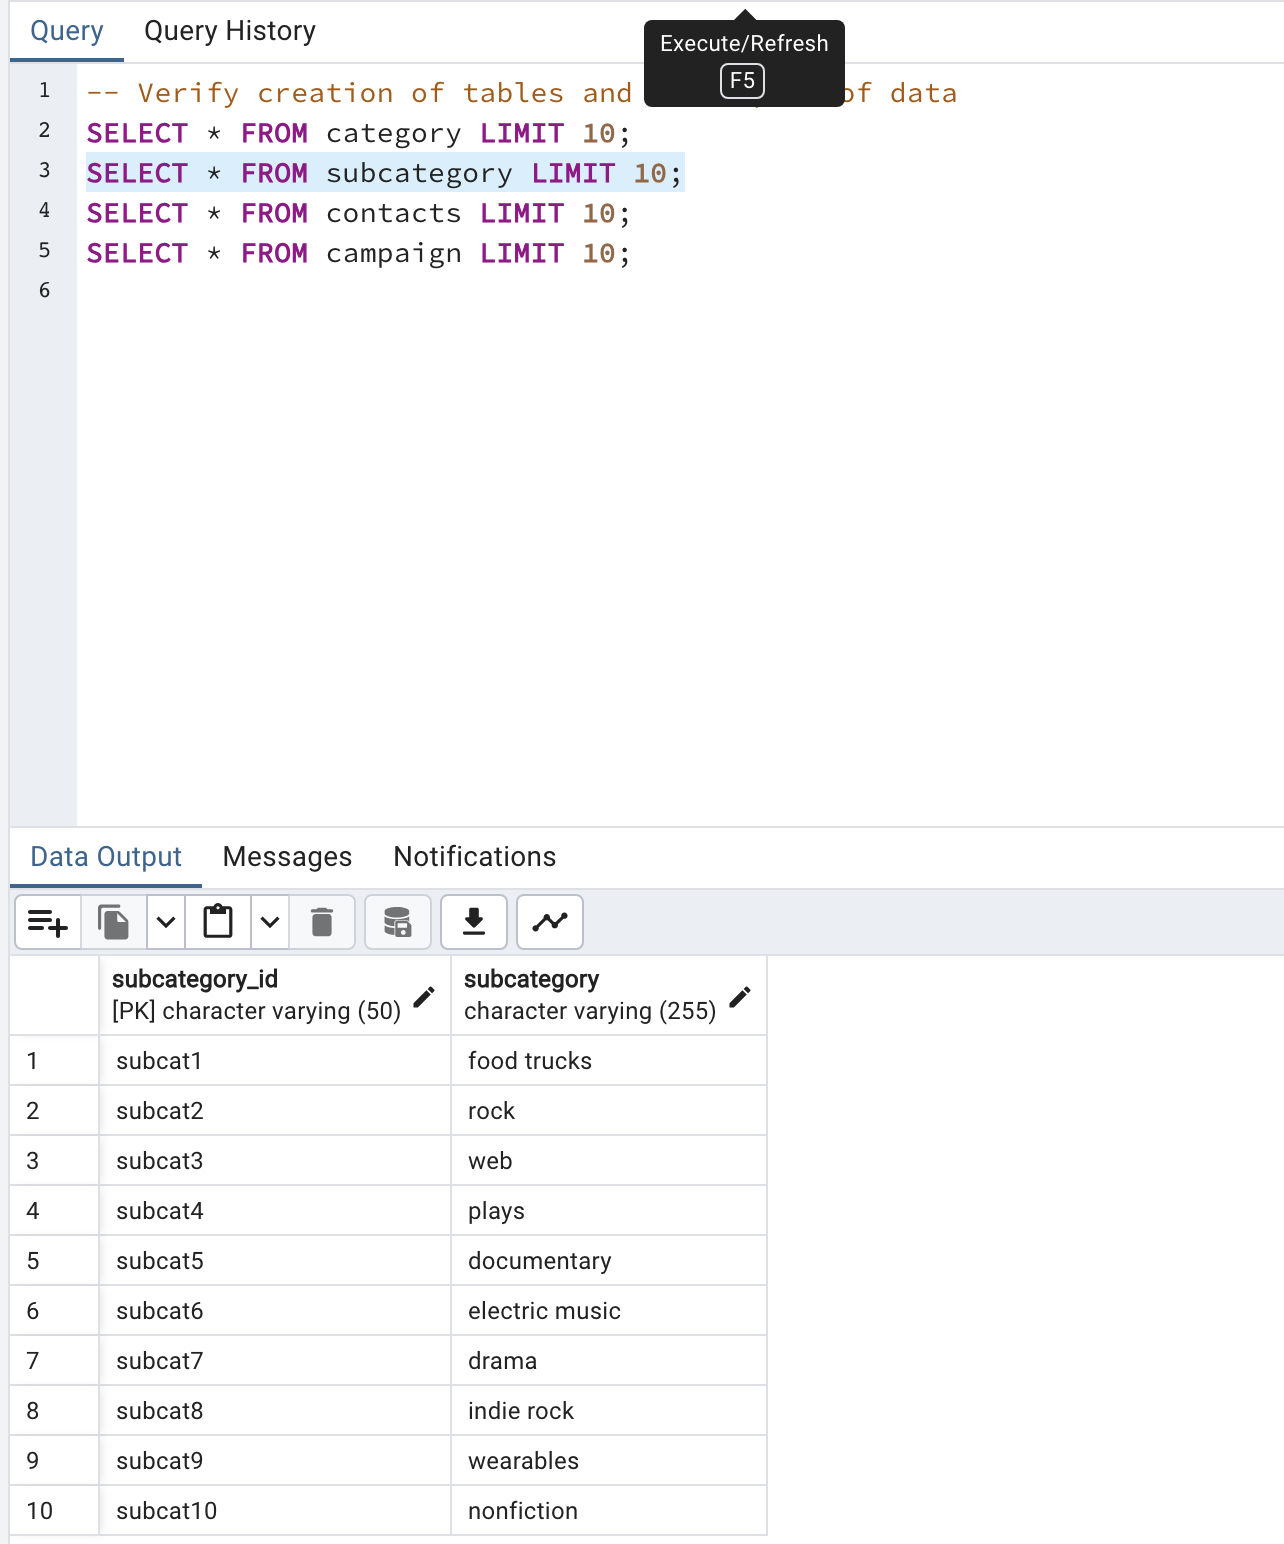 Query Query History
Execute/Refresh
F5
1 -- Verify creation of tables and of data
2 SELECT * FROM category LIMIT 10;
3 SELECT * FROM subcategory LIMIT 10;
4 SELECT * FROM contacts LIMIT 10;
5 SELECT * FROM campaign LIMIT 10;
6
Data Output Messages Notifications
subcategory_id subcategory
[PK] character varying (50) character varying (255)
1 subcat1 food trucks
2 subcat2 rock
3 subcat3 web
4 subcat4 plays
5 subcat5 documentary
6 subcat6 electric music
7 subcat7 drama
8 subcat8 indie rock
9 subcat9 wearables
10 subcat10 nonfiction